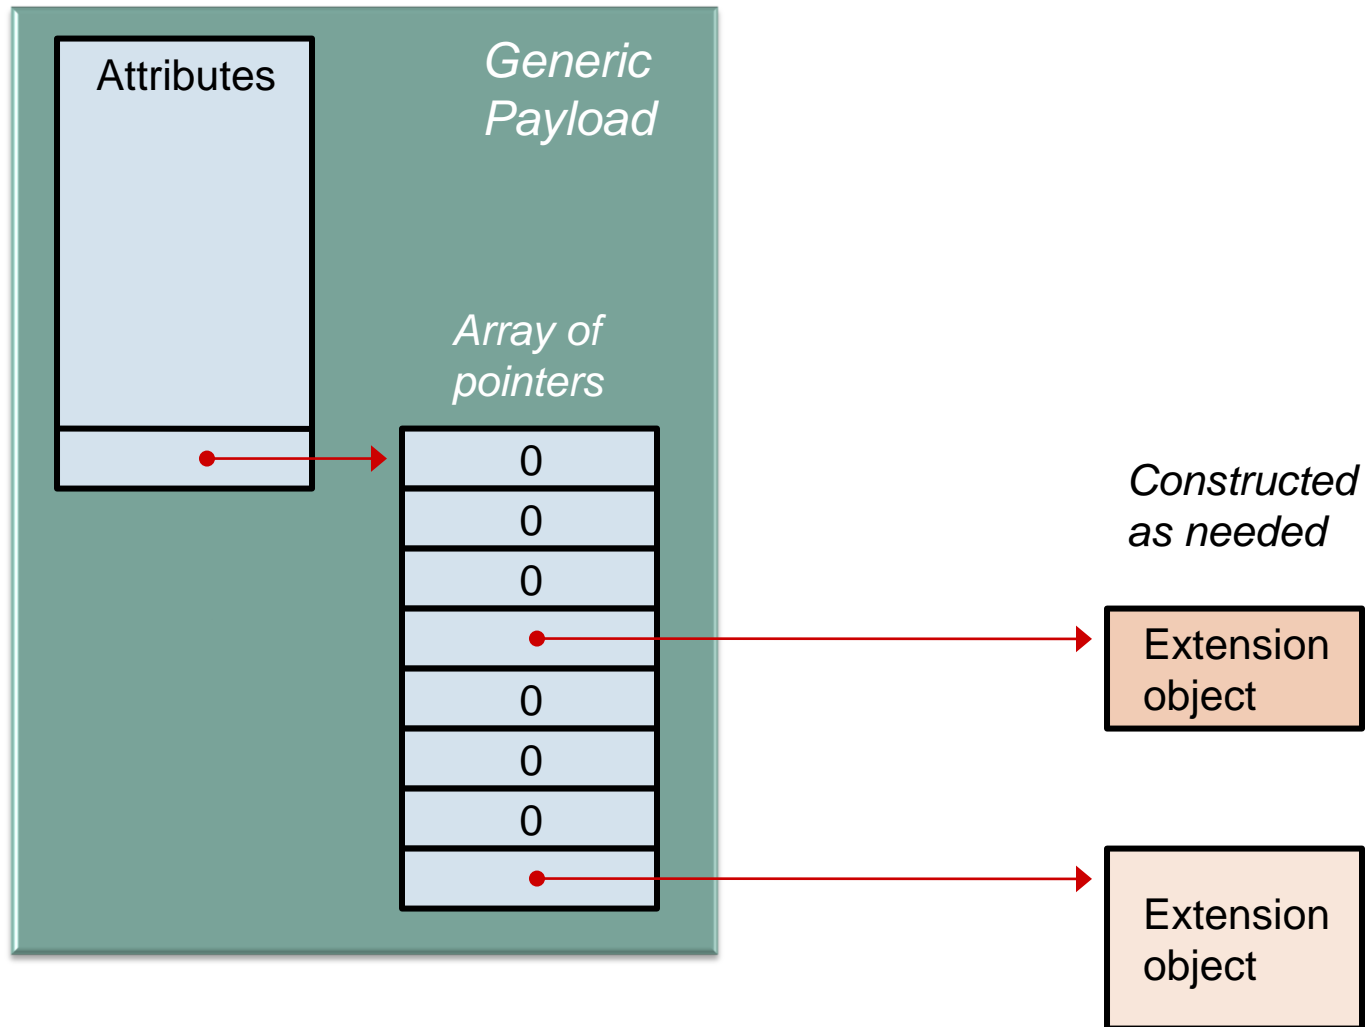 Attributes
Generic
Payload
Array of
pointers
0
0
0
0
0
0
Constructed
as needed
Extension
object
Extension
object